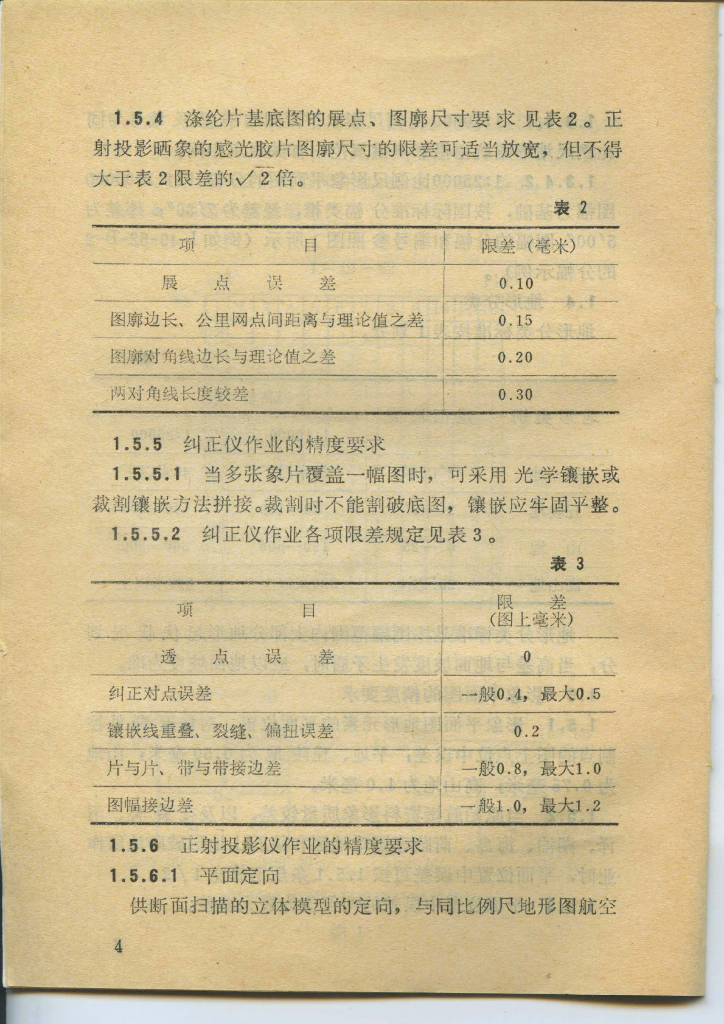 1.5.4 涤纶片基底图的展点、图廓尺寸要求见表2。正
射投影晒象的感光胶片图廓尺寸的限差可适当放宽，但不得
大于表2限差的√2倍。
表 2
项 目 限差（毫米）
展 点 误 差 0.10
图廓边长、公里网点间距离与理论值之差 0.15
图廓对角线边长与理论值之差 0.20
两对角线长度较差 0.30
1.5.5 纠正仪作业的精度要求
1.5.5.1 当多张象片覆盖一幅图时，可采用光学镶嵌或
裁割镶嵌方法拼接。裁割时不能割破底图，镶嵌应牢固平整。
1.5.5.2 纠正仪作业各项限差规定见表3。
表 3
项 目 限 差
(图上毫米)
透 点 误 差 0
纠正对点误差 一般0.4，最大0.5
镶嵌线重叠、裂缝、偏扭误差 0.2
片与片、带与带接边差 一般0.8，最大1.0
图幅接边差 一般1.0，最大1.2
1.5.6 正射投影仪作业的精度要求
1.5.6.1 平面定向
供断面扫描的立体模型的定向，与同比例尺地形图航空
4